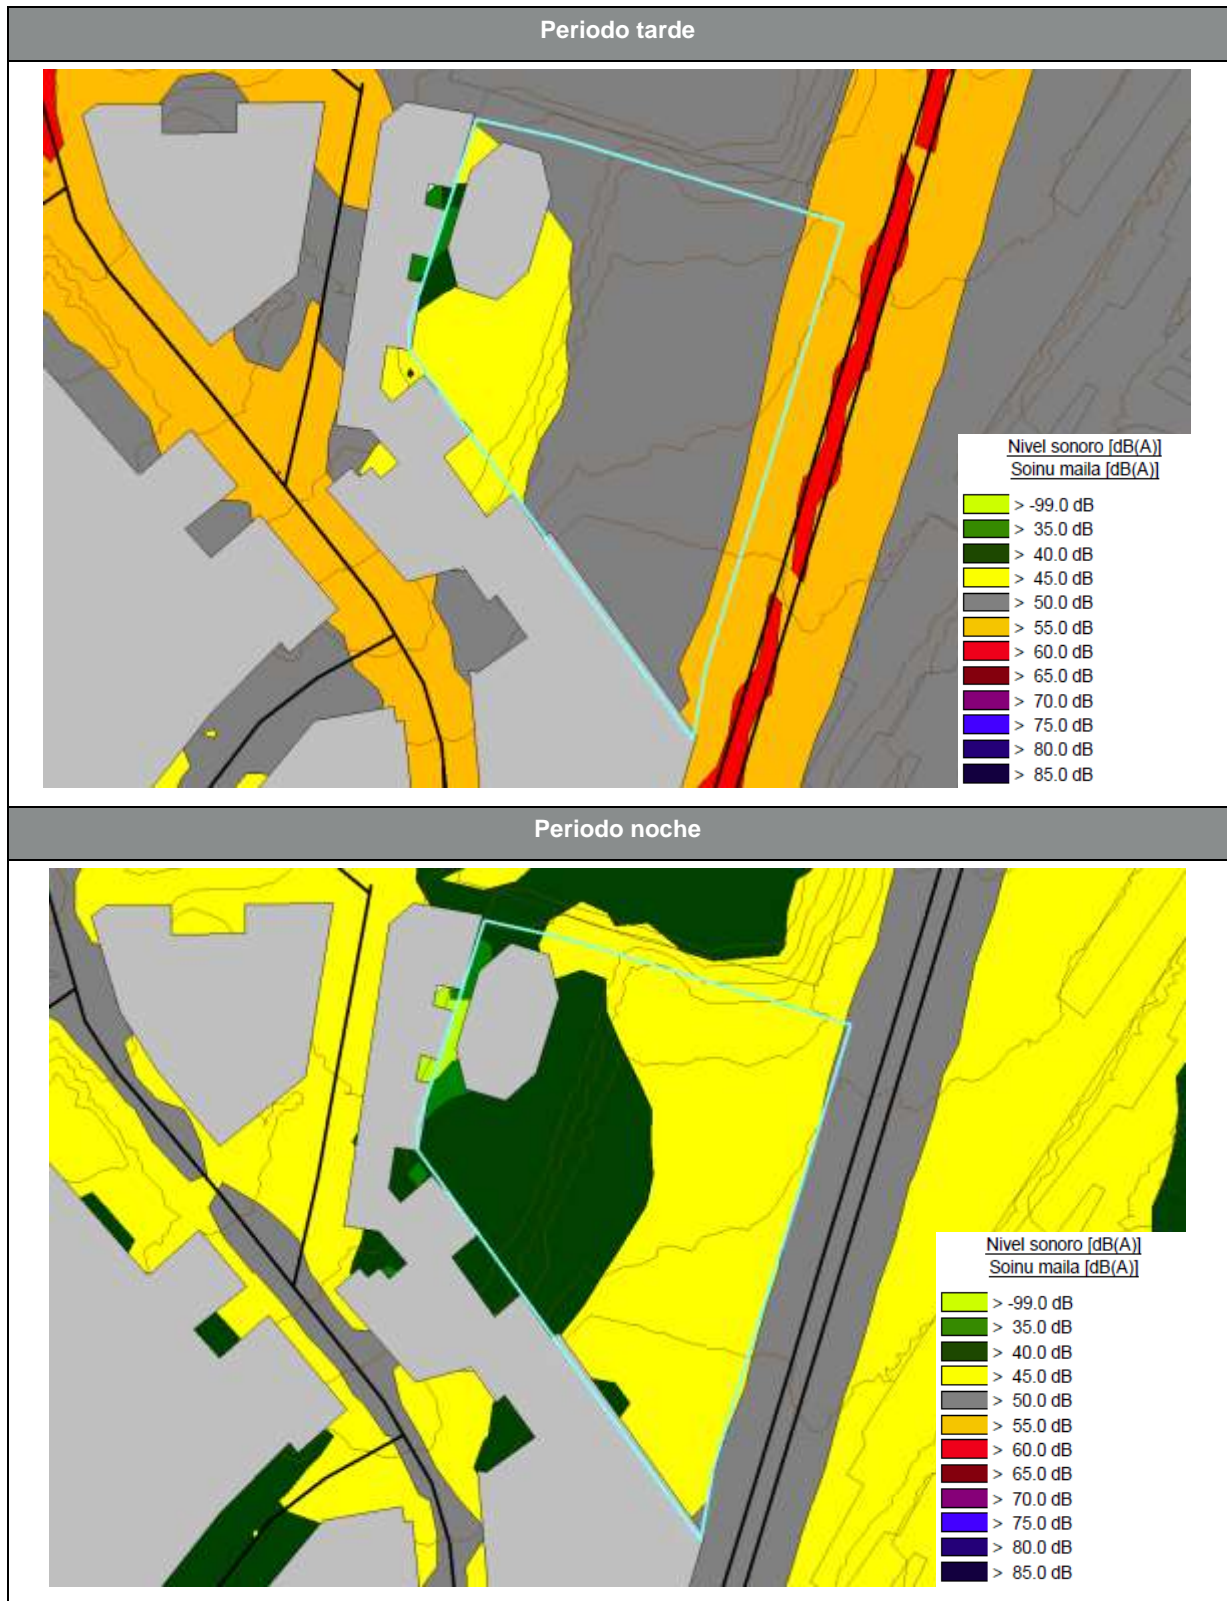 Periodo tarde
Nivel sonoro [dB(A)]
Soinu maila [dB(A)]
> -99.0 dB
> 35.0 dB
> 40.0 dB
> 45.0 dB
> 50.0 dB
> 55.0 dB
> 60.0 dB
> 65.0 dB
> 70.0 dB
> 75.0 dB
> 80.0 dB
> 85.0 dB
Periodo noche
Nivel sonoro [dB(A)]
Soinu maila [dB(A)]
> -99.0 dB
> 35.0 dB
> 40.0 dB
> 45.0 dB
> 50.0 dB
> 55.0 dB
> 60.0 dB
> 65.0 dB
> 70.0 dB
> 75.0 dB
> 80.0 dB
> 85.0 dB